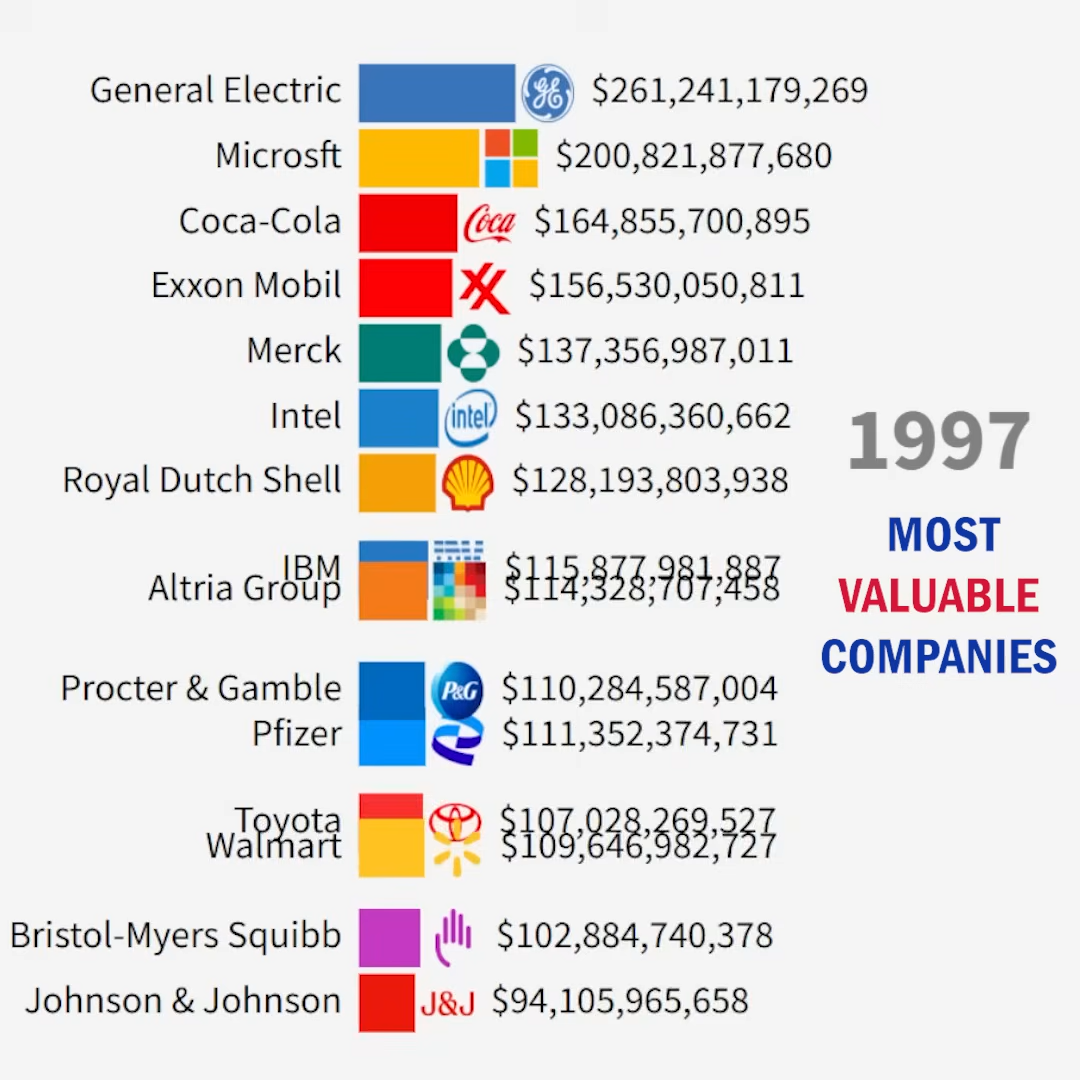 General Electric $261,241,179,269
Microsft $200,821,877,680
Coca-Cola Coca $164,855,700,895
Exxon Mobil $156,530,050,811
Merck $137,356,987,011
Intel intel $133,086,360,662
Royal Dutch Shell $128,193,803,938
IBM $115,877,981,887
Altria Group $114,328,707,458
Procter & Gamble P&G $110,284,587,004
Pfizer $111,352,374,731
Toyota $107,028,269,527
Walmart $109,646,982,727
Bristol-Myers Squibb $102,884,740,378
Johnson & Johnson J&J $94,105,965,658
1997
MOST
VALUABLE
COMPANIES